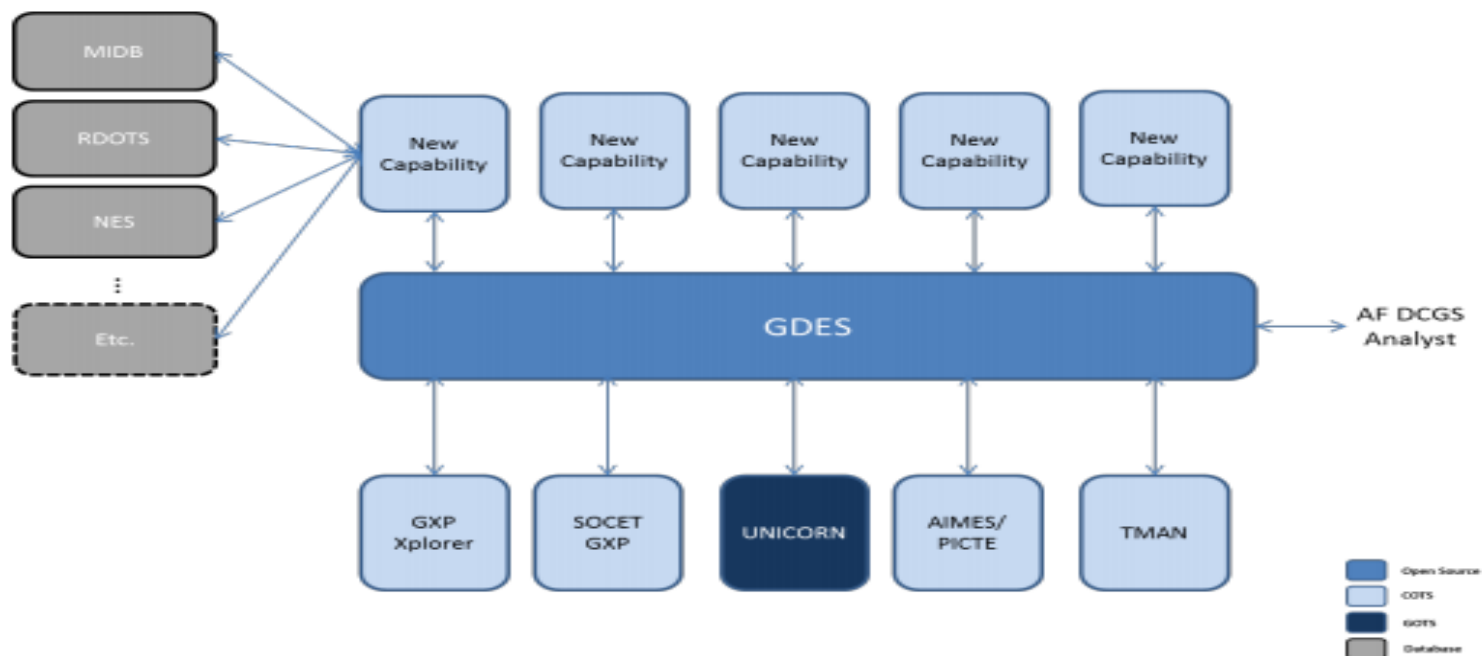 MIDB
RDOTS
NES
⋮
Etc.
New
Capability
New
Capability
New
Capability
New
Capability
New
Capability
GDES
AF DCGS
Analyst
GXP
Xplorer
SOCET
GXP
UNICORN
AIMES/
PICTE
TMAN
Open Source
COTS
GOTS
Database